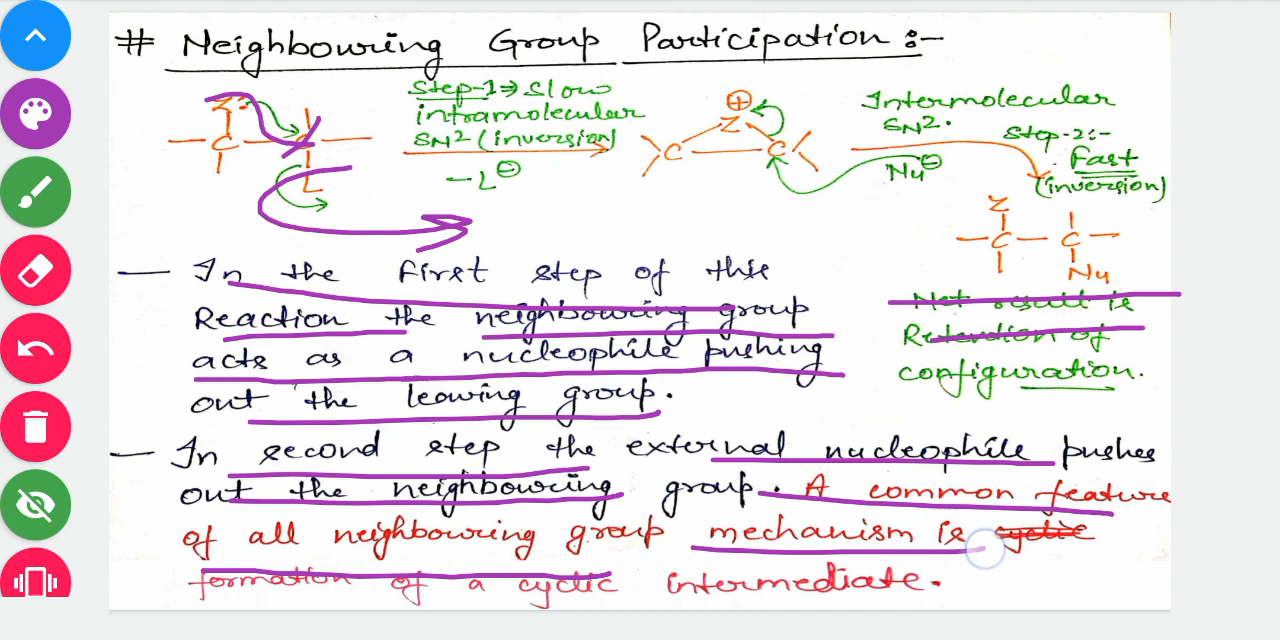 # Neighbouring Group Participation :-
Step-1 ⇒ Slow
intramolecular
SN² (inversion)
-L⊖
Z:
— C — C —
L
⊕
Z
C C
Intermolecular
SN².
Step-2:-
Fast
(inversion)
Nu⊖
Z
— C — C —
Nu
— In the first step of this
Reaction the neighbouring group
acts as a nucleophile pushing
out the leaving group.
Net result is
Retention of
configuration.
— In second step the external nucleophile pushes
out the neighbouring group. A common feature
of all neighbouring group mechanism is cyclic
formation of a cyclic intermediate.